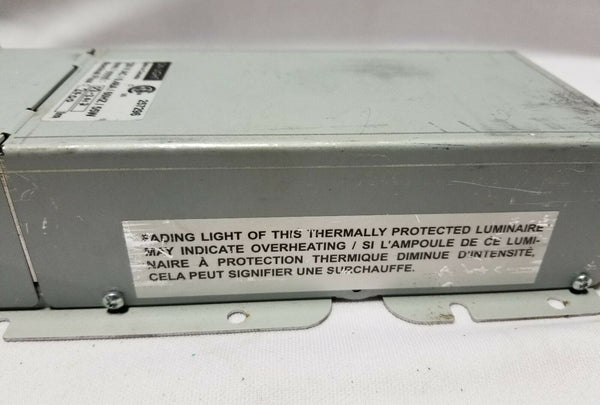 257296
FADING LIGHT OF THIS THERMALLY PROTECTED LUMINAIRE
MAY INDICATE OVERHEATING / SI L'AMPOULE DE CE LUMI-
NAIRE À PROTECTION THERMIQUE DIMINUE D'INTENSITÉ,
CELA PEUT SIGNIFIER UNE SURCHAUFFE.